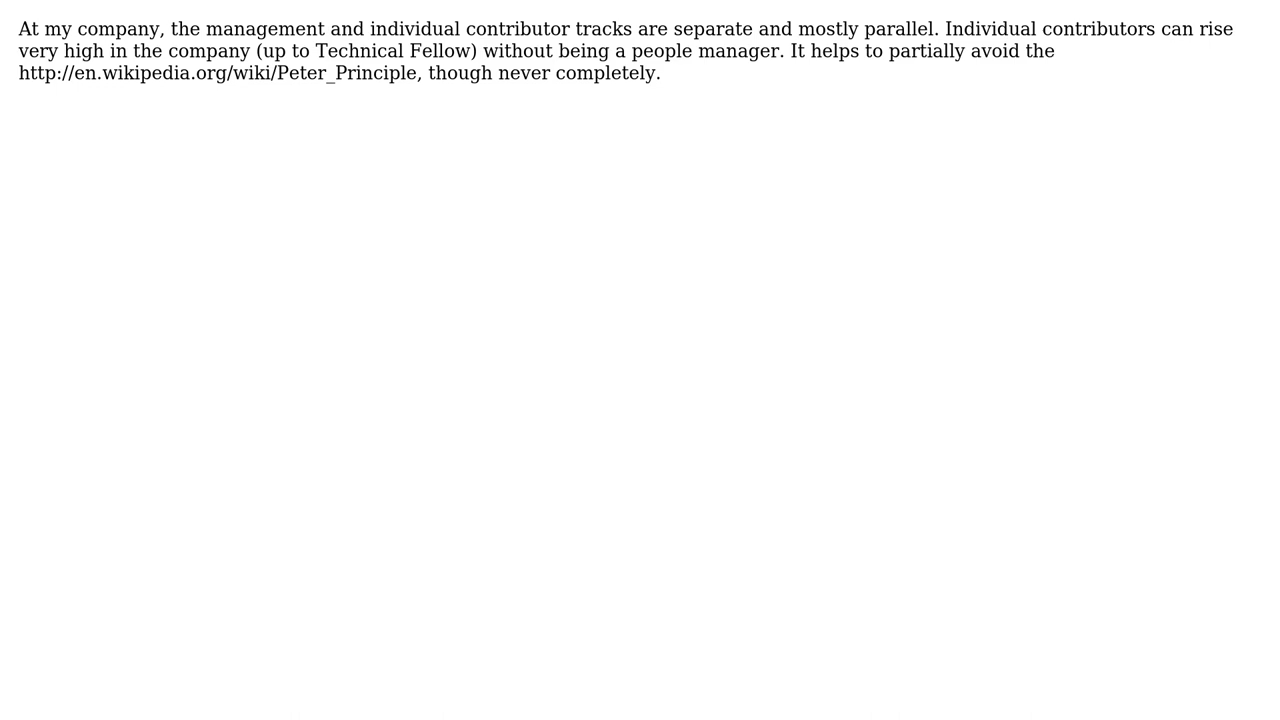 At my company, the management and individual contributor tracks are separate and mostly parallel. Individual contributors can rise
very high in the company (up to Technical Fellow) without being a people manager. It helps to partially avoid the
http://en.wikipedia.org/wiki/Peter_Principle, though never completely.